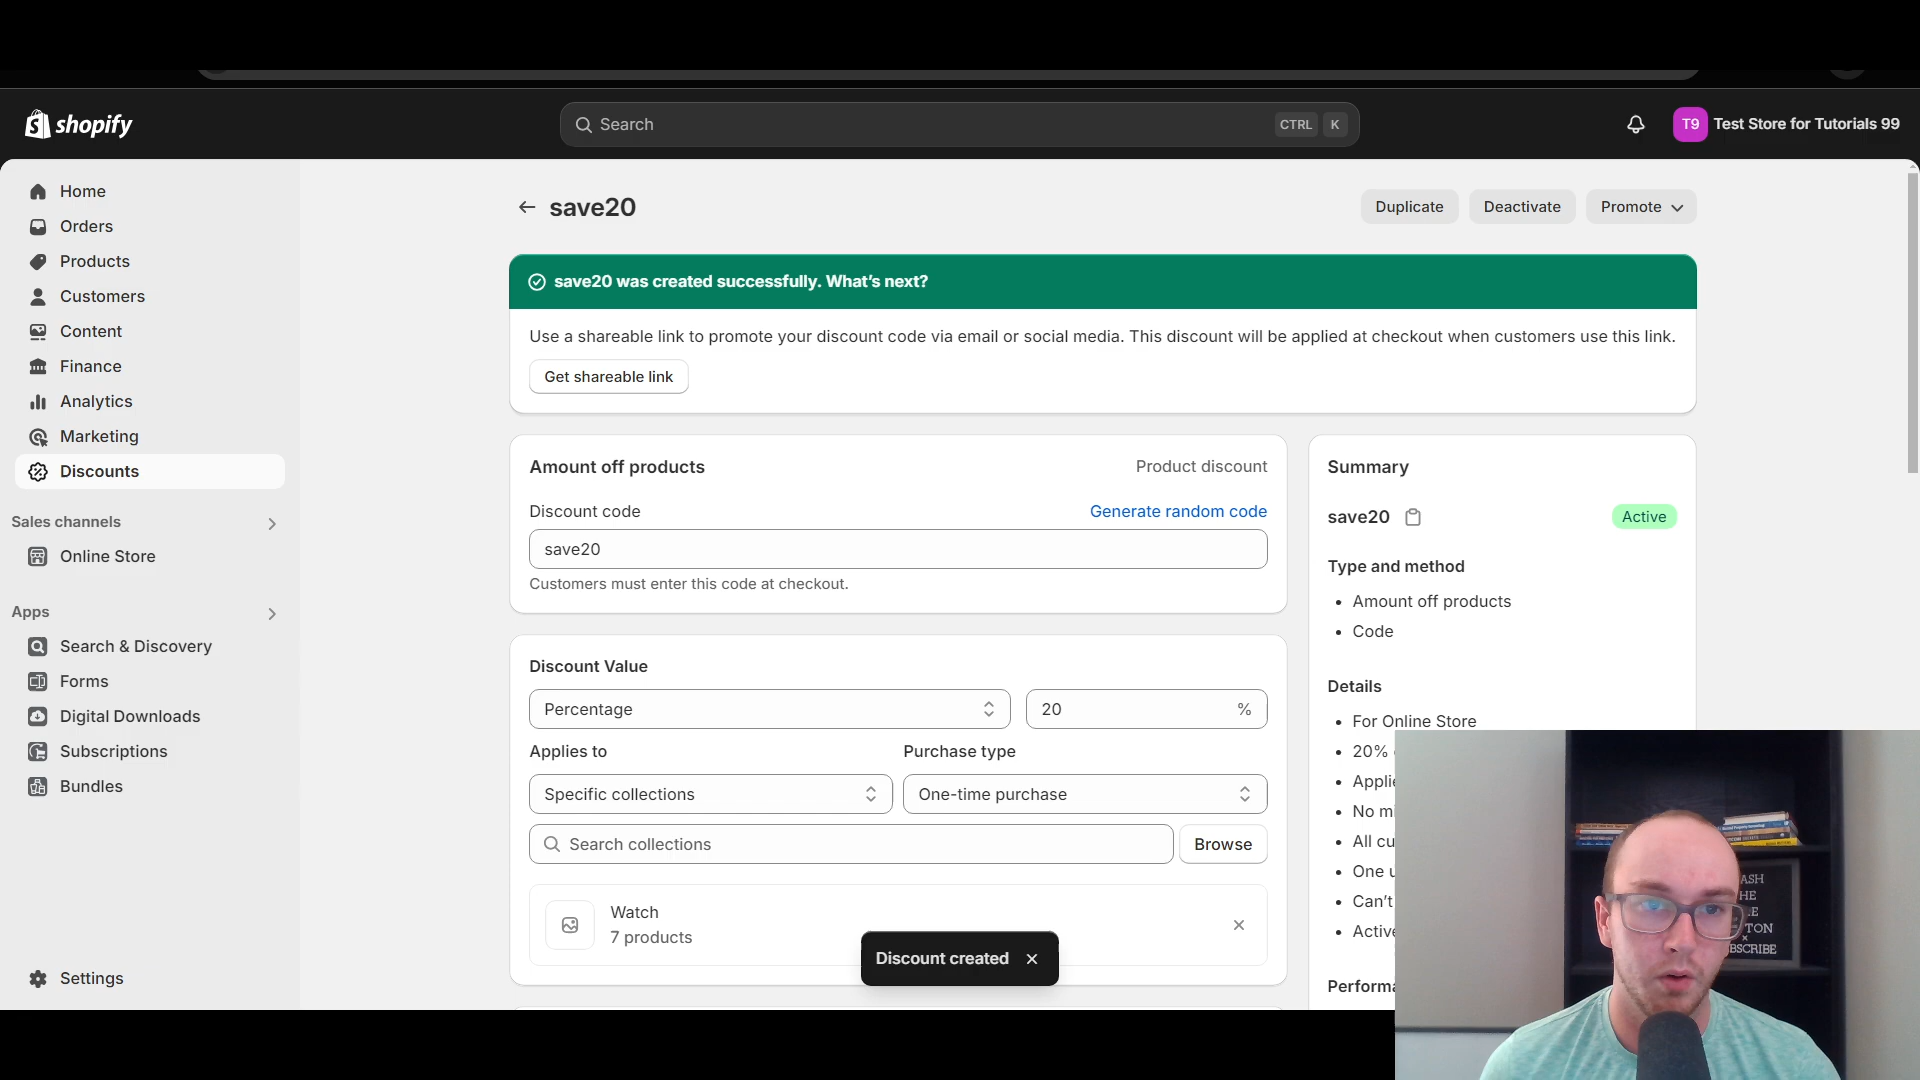 shopify
Search
CTRL K
T9
Test Store for Tutorials 99
Home
Orders
Products
Customers
Content
Finance
Analytics
Marketing
Discounts
Sales channels
Online Store
Apps
Search & Discovery
Forms
Digital Downloads
Subscriptions
Bundles
Settings
save20
Duplicate
Deactivate
Promote
save20 was created successfully. What's next?
Use a shareable link to promote your discount code via email or social media. This discount will be applied at checkout when customers use this link.
Get shareable link
Amount off products
Product discount
Discount code
Generate random code
save20
Customers must enter this code at checkout.
Discount Value
Percentage
20 %
Applies to
Purchase type
Specific collections
One-time purchase
Search collections
Browse
Watch
7 products
Discount created
Summary
save20
Active
Type and method
Amount off products
Code
Details
For Online Store
20%
No
All
One
Can't